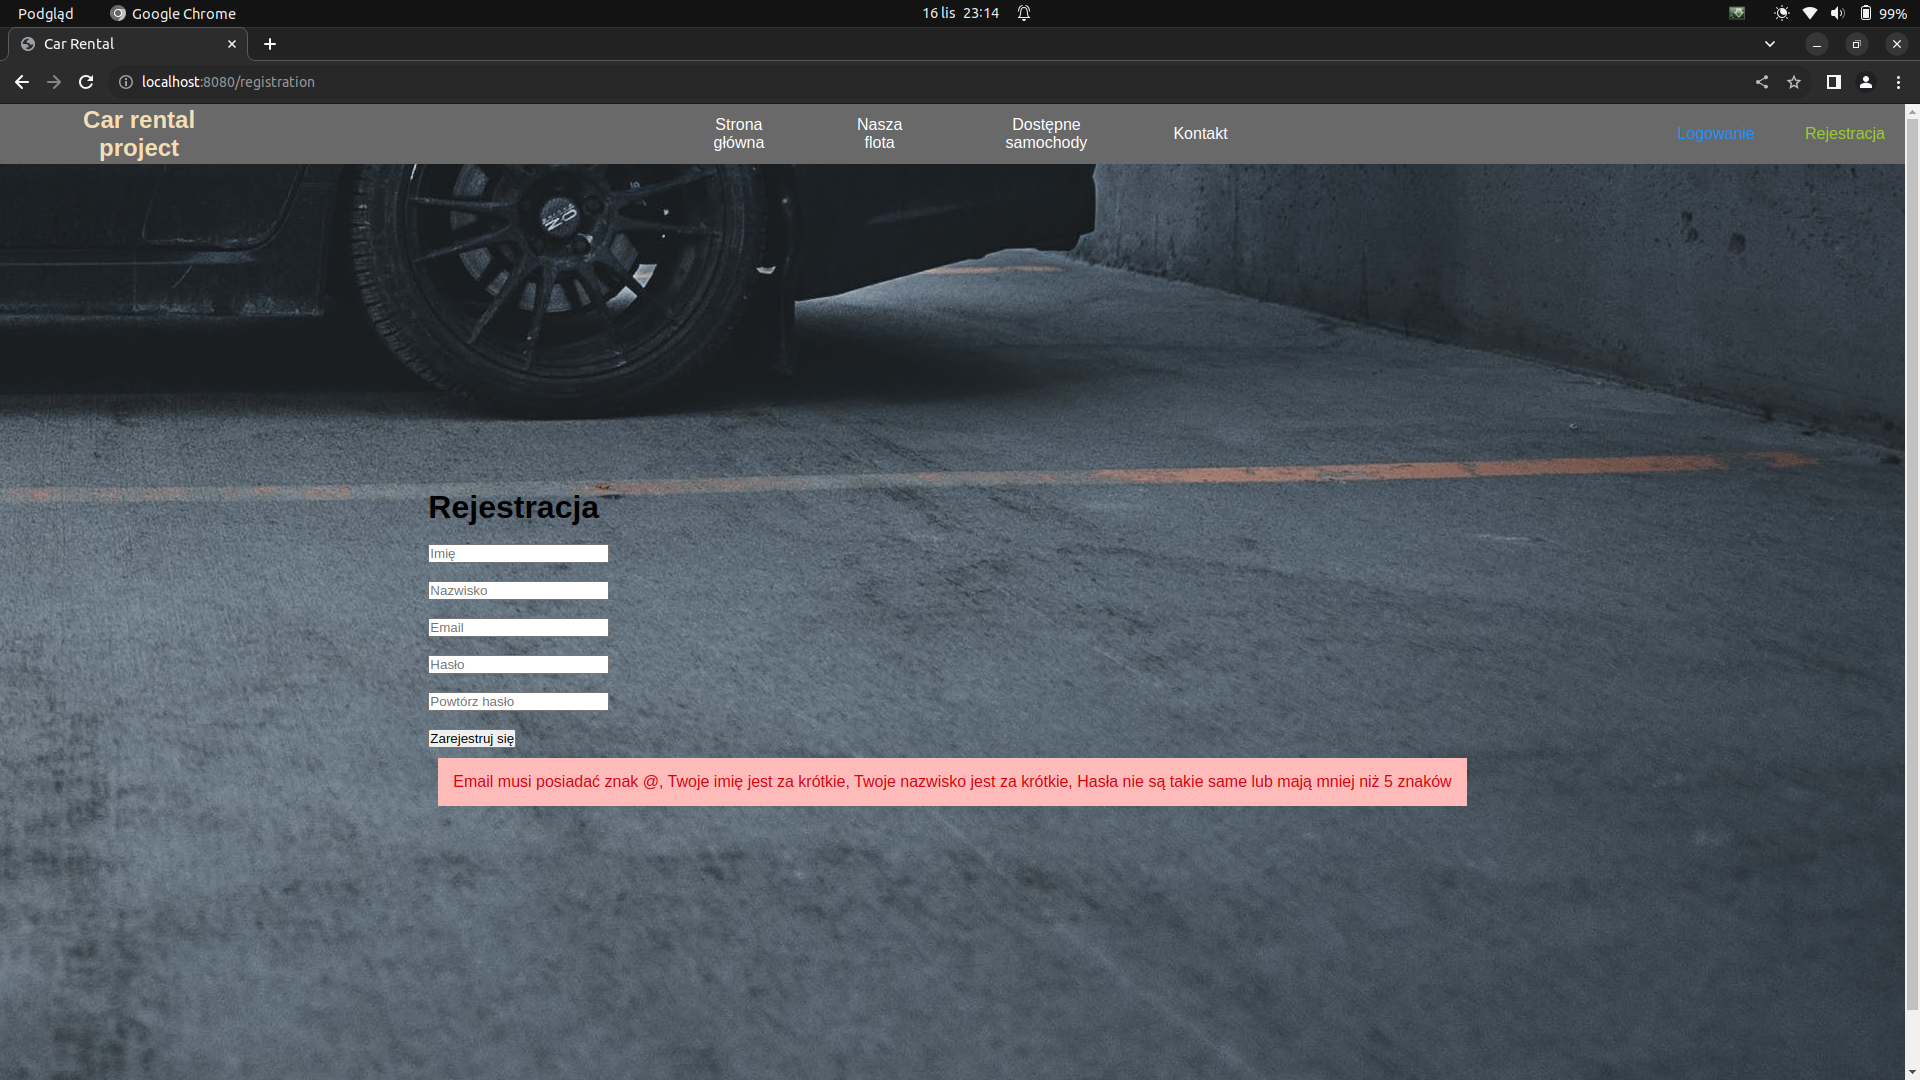 Podgląd
Google Chrome
16 lis 23:14
99%
Car Rental
localhost:8080/registration
Car rental
project
Strona
główna
Nasza
flota
Dostępne
samochody
Kontakt
Logowanie
Rejestracja
Rejestracja
Imię
Nazwisko
Email
Hasło
Powtórz hasło
Zarejestruj się
Email musi posiadać znak @, Twoje imię jest za krótkie, Twoje nazwisko jest za krótkie, Hasła nie są takie same lub mają mniej niż 5 znaków